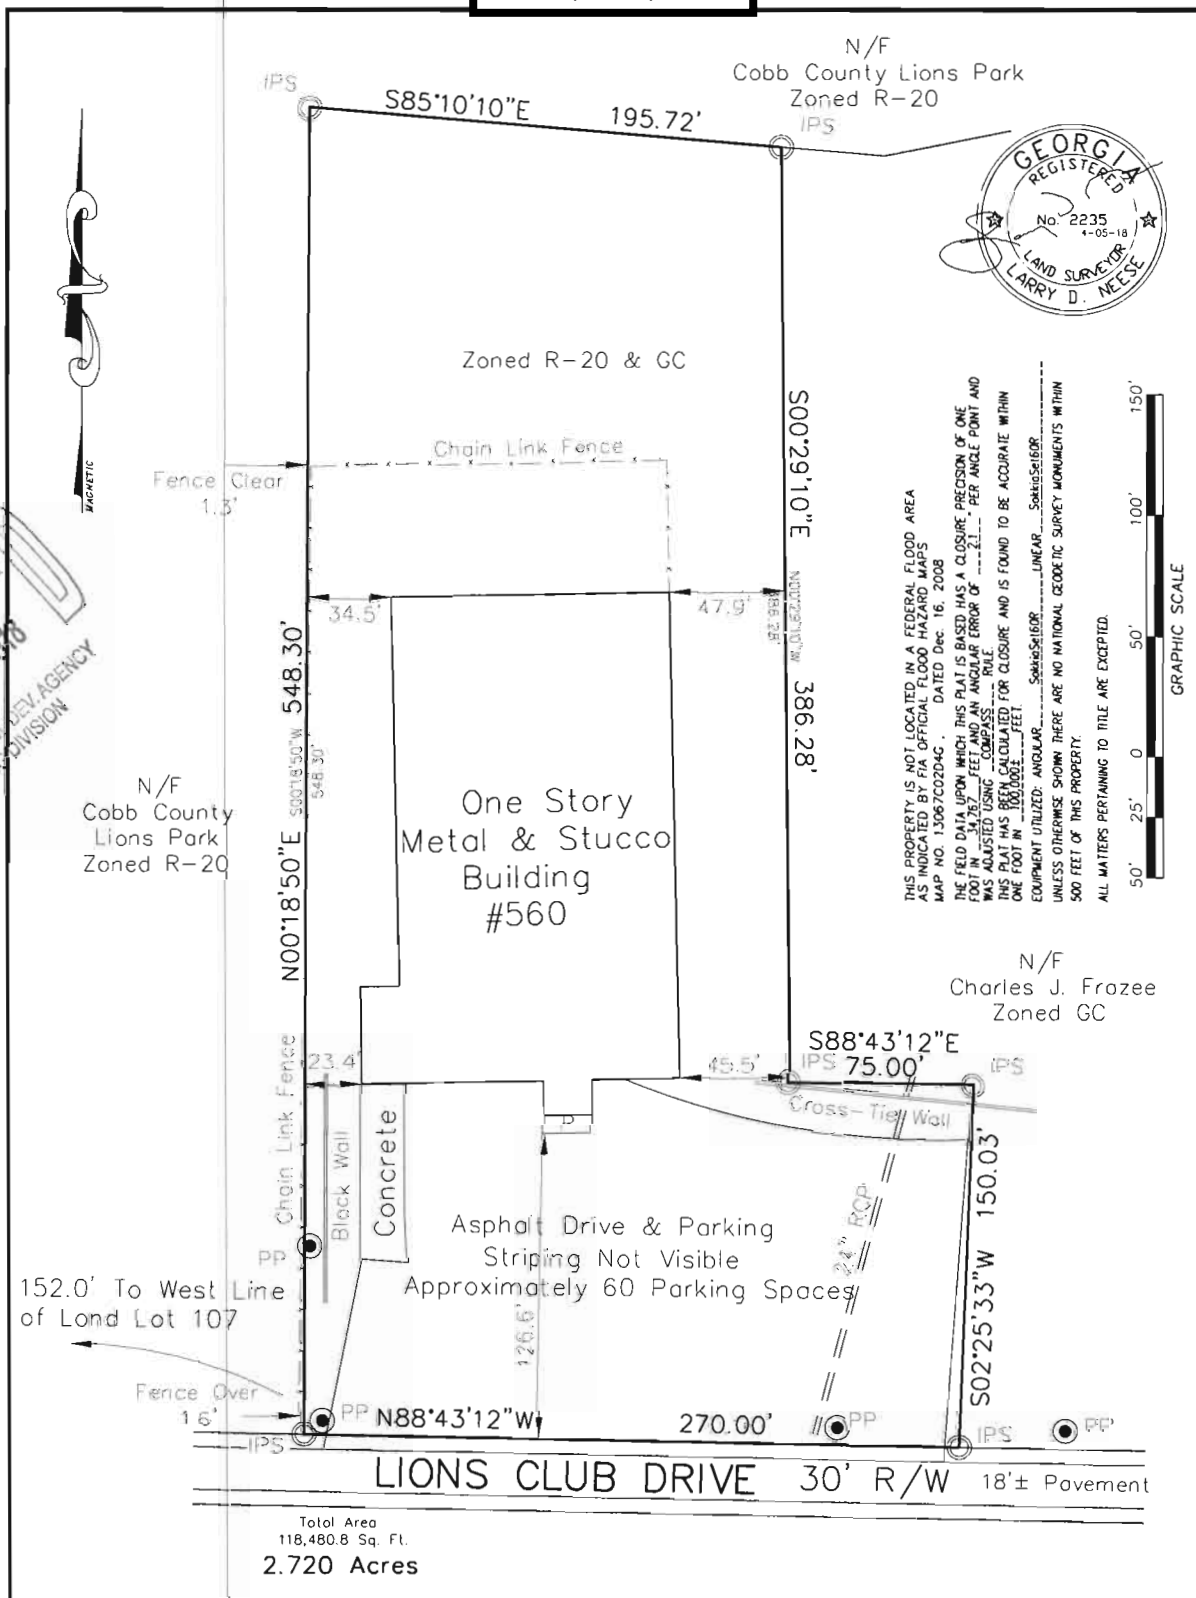 N/F
Cobb County Lions Park
Zoned R-20
IPS
S85°10'10"E
195.72'
IPS
GEORGIA
REGISTERED
No. 2235
4-05-18
LAND SURVEYOR
LARRY D. NEESE
MAGNETIC
Zoned R-20 & GC
Chain Link Fence
Fence Clear
1.3'
34.5'
47.9'
S00°29'10"E
386.28'
N00°29'10"W
386.28'
N00°18'50"E
548.30'
S00°18'50"W
548.30'
DEV. AGENCY
DIVISION
N/F
Cobb County
Lions Park
Zoned R-20
One Story
Metal & Stucco
Building
#560
THIS PROPERTY IS NOT LOCATED IN A FEDERAL FLOOD AREA
AS INDICATED BY FIA OFFICIAL FLOOD HAZARD MAPS
MAP NO. 13067C0204G . DATED Dec. 16, 2008
THE FIELD DATA UPON WHICH THIS PLAT IS BASED HAS A CLOSURE PRECISION OF ONE
FOOT IN 34,767 FEET AND AN ANGULAR ERROR OF 2.1 " PER ANGLE POINT AND
WAS ADJUSTED USING COMPASS RULE.
THIS PLAT HAS BEEN CALCULATED FOR CLOSURE AND IS FOUND TO BE ACCURATE WITHIN
ONE FOOT IN 100,000± FEET.
EQUIPMENT UTILIZED: ANGULAR SokkiaSet60R LINEAR SokkiaSet60R
UNLESS OTHERWISE SHOWN THERE ARE NO NATIONAL GEODETIC SURVEY MONUMENTS WITHIN
500 FEET OF THIS PROPERTY.
ALL MATTERS PERTAINING TO TITLE ARE EXCEPTED.
150'
100'
50'
0
25'
50'
GRAPHIC SCALE
N/F
Charles J. Frazee
Zoned GC
S88°43'12"E
75.00'
IPS
IPS
23.4'
45.5'
Cross-Tie Wall
D
Chain Link Fence
Block Wall
Concrete
24" RCP
S02°25'33"W
150.03'
Asphalt Drive & Parking
Striping Not Visible
Approximately 60 Parking Spaces
126.6'
PP
152.0' To West Line
of Land Lot 107
Fence Over
1.6'
PP
N88°43'12"W
270.00'
PP
IPS
IPS
PP
LIONS CLUB DRIVE 30' R/W 18'± Pavement
Total Area
118,480.8 Sq. Ft.
2.720 Acres